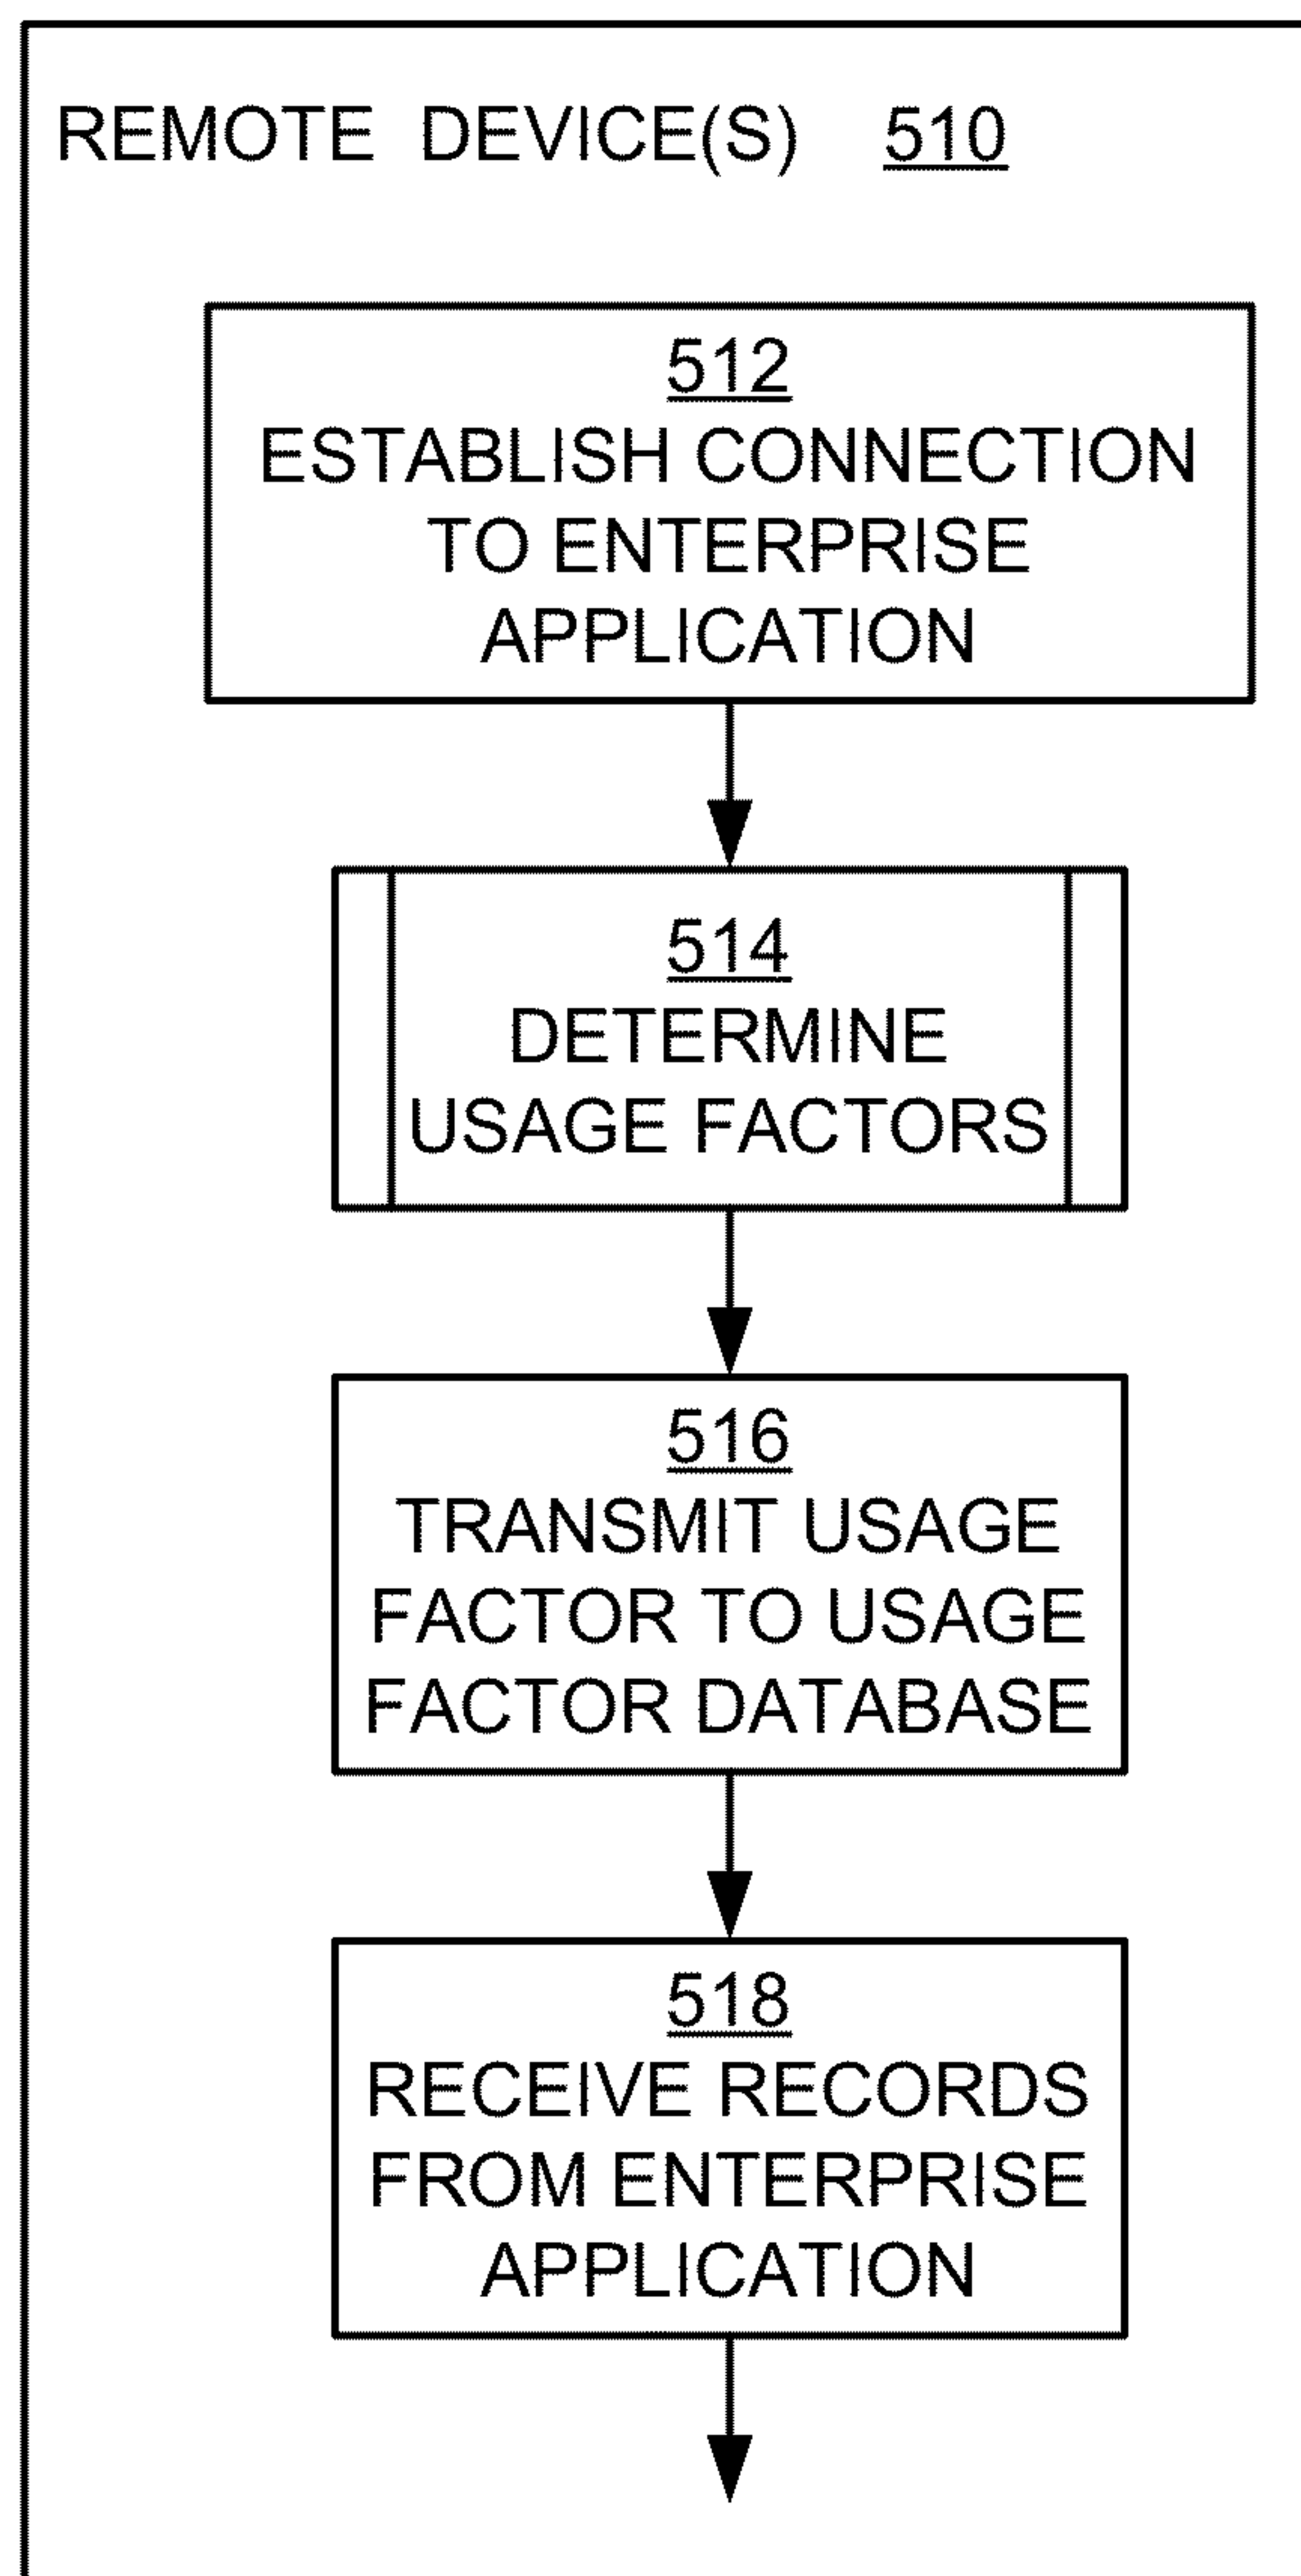 REMOTE DEVICE(S) 510
512
ESTABLISH CONNECTION
TO ENTERPRISE
APPLICATION
514
DETERMINE
USAGE FACTORS
516
TRANSMIT USAGE
FACTOR TO USAGE
FACTOR DATABASE
518
RECEIVE RECORDS
FROM ENTERPRISE
APPLICATION